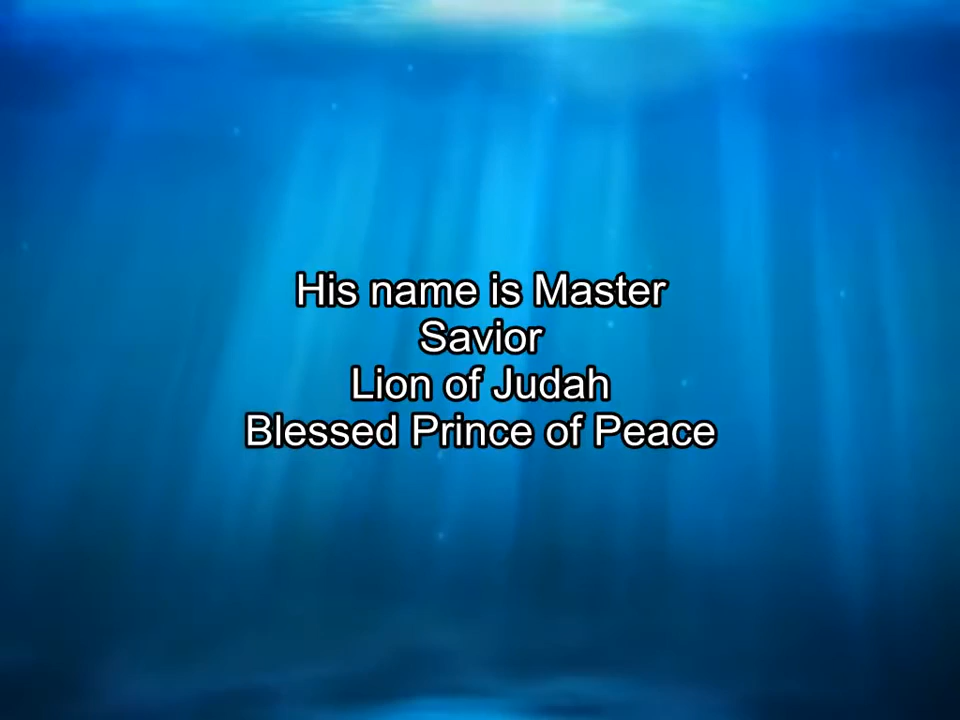 His name is Master
Savior
Lion of Judah
Blessed Prince of Peace